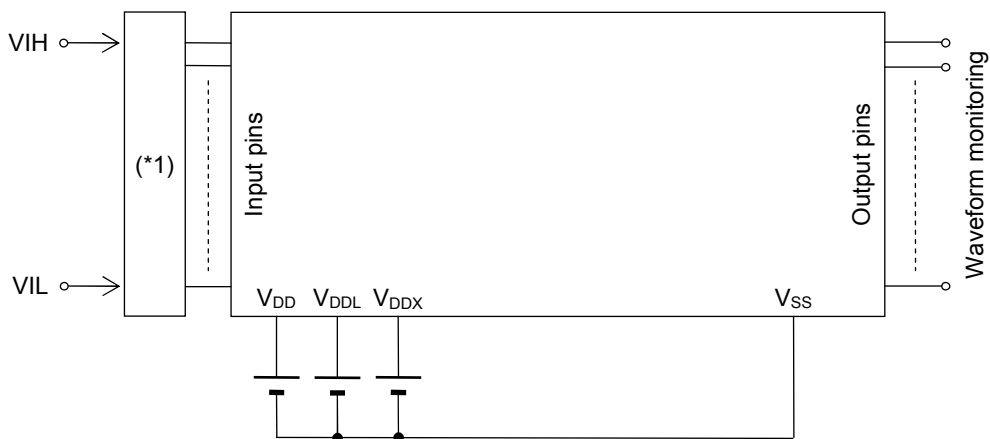 VIH
(*1)
VIL
Input pins
VDD
VDDL
VDDX
VSS
Output pins
Waveform monitoring